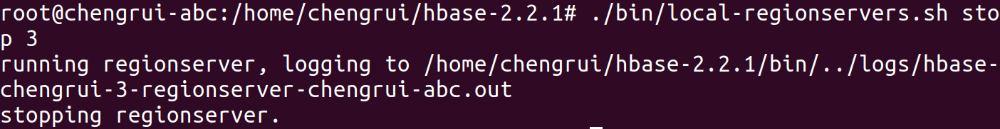 root@chengrui-abc:/home/chengrui/hbase-2.2.1# ./bin/local-regionservers.sh sto
p 3
running regionserver, logging to /home/chengrui/hbase-2.2.1/bin/../logs/hbase-
chengrui-3-regionserver-chengrui-abc.out
stopping regionserver.